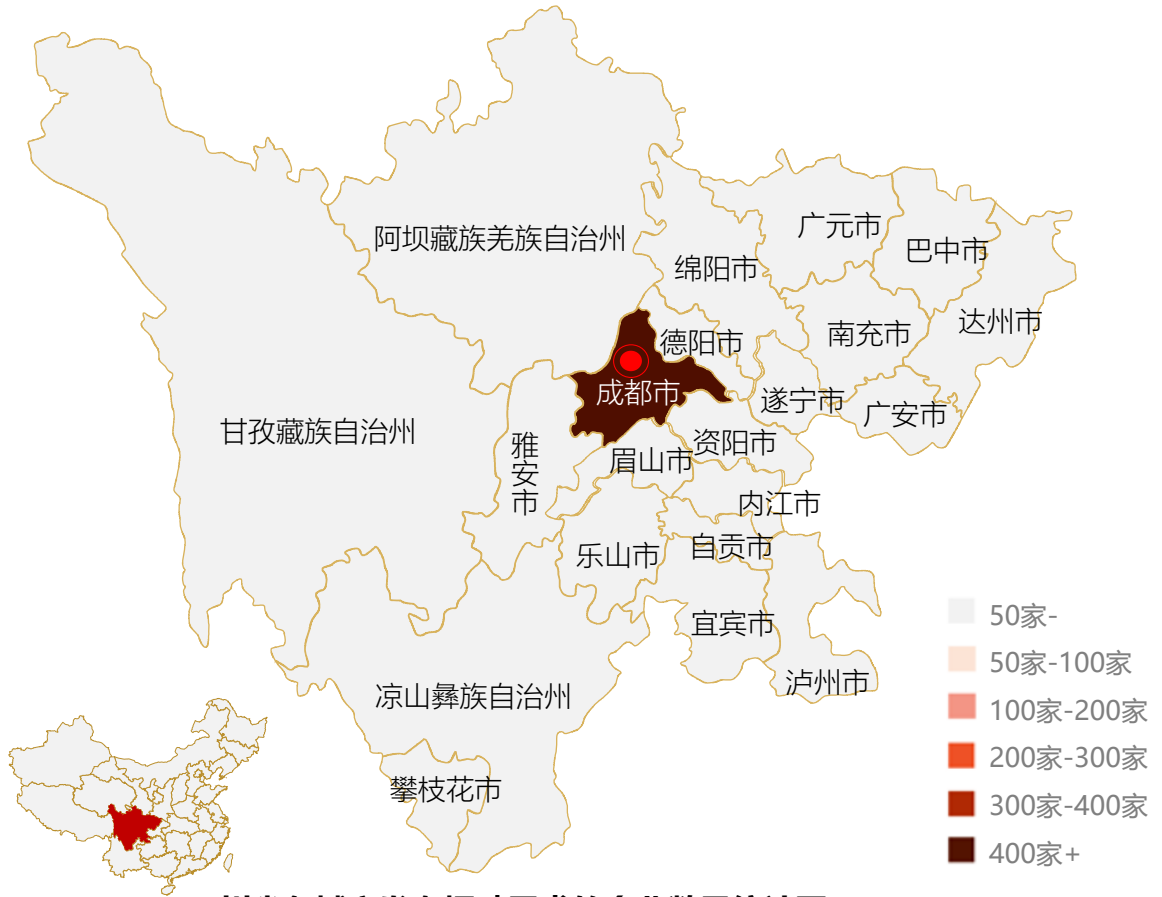 阿坝藏族羌族自治州
广元市
巴中市
绵阳市
达州市
南充市
德阳市
成都市
遂宁市
广安市
甘孜藏族自治州
雅安市
资阳市
眉山市
内江市
自贡市
乐山市
宜宾市
泸州市
凉山彝族自治州
攀枝花市
50家-
50家-100家
100家-200家
200家-300家
300家-400家
400家+